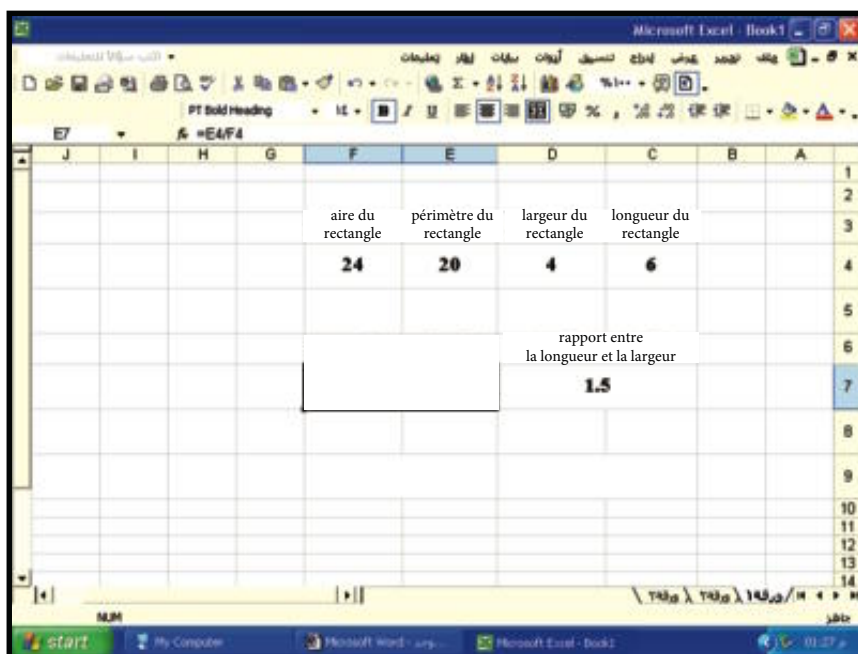 Microsoft Excel - Book1
PT Bold Heading
E7
=E4/F4
J I H G F E D C B A
1
2
aire du rectangle
périmètre du rectangle
largeur du rectangle
longueur du rectangle
3
24 20 4 6
4
5
rapport entre
la longueur et la largeur
6
1.5
7
8
9
10
11
12
13
14
NUM
جاهز
start
My Computer
Microsoft Word -
Microsoft Excel - Book1
01:27 م